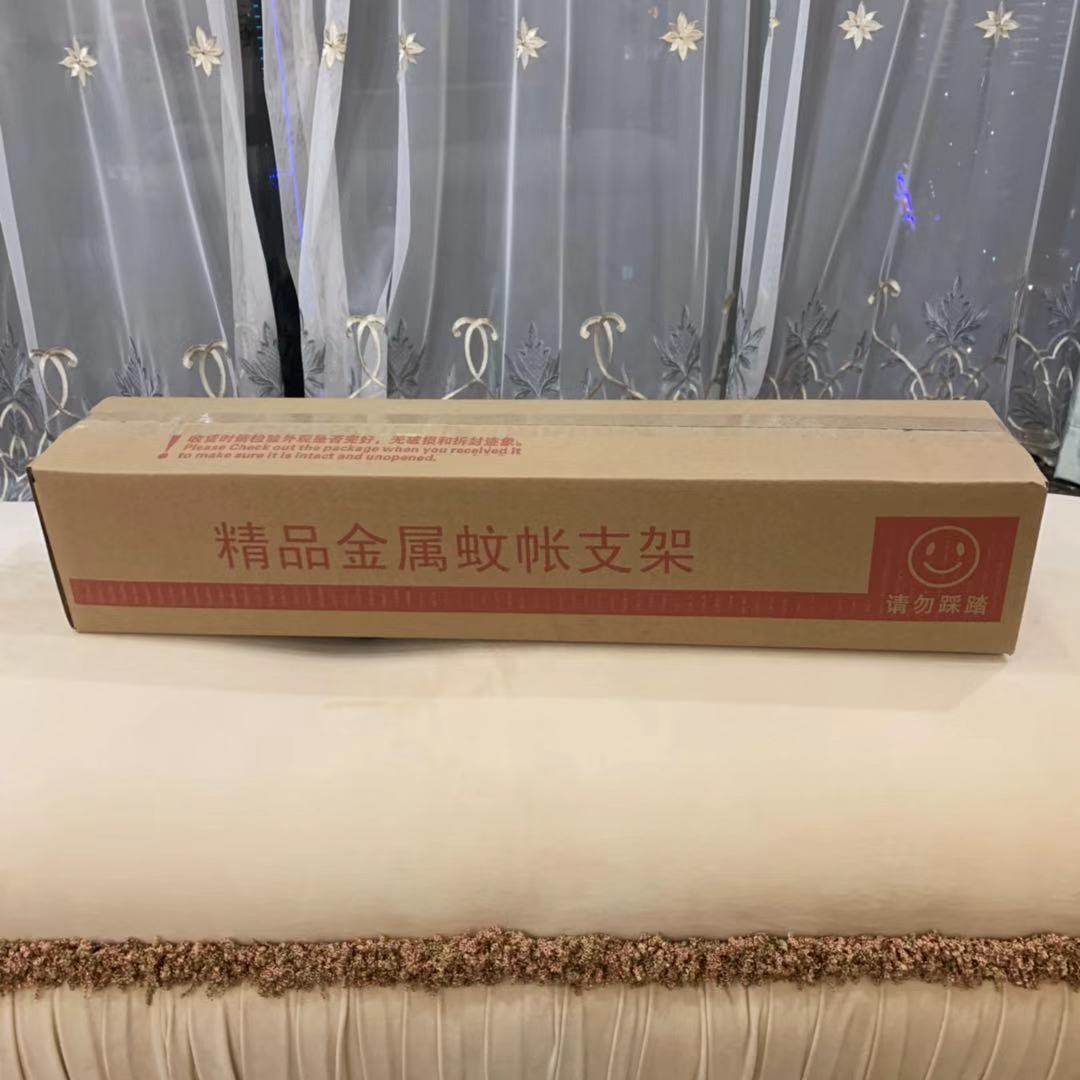 收货时请检验外观是否完好，无破损和拆封迹象。
Please Check out the package when you received it
to make sure it is intact and unopened.
精品金属蚊帐支架
请勿踩踏